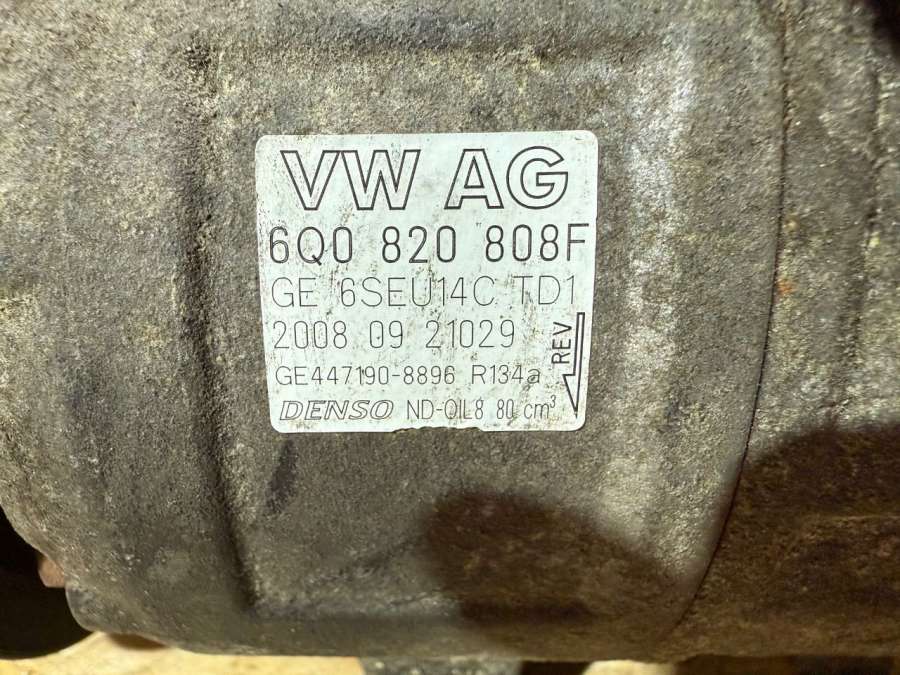 VW AG
6Q0 820 808F
GE 6SEU14C TD1
2008 09 21029
REV
GE447190-8896 R134a
DENSO ND-OIL8 80 cm³